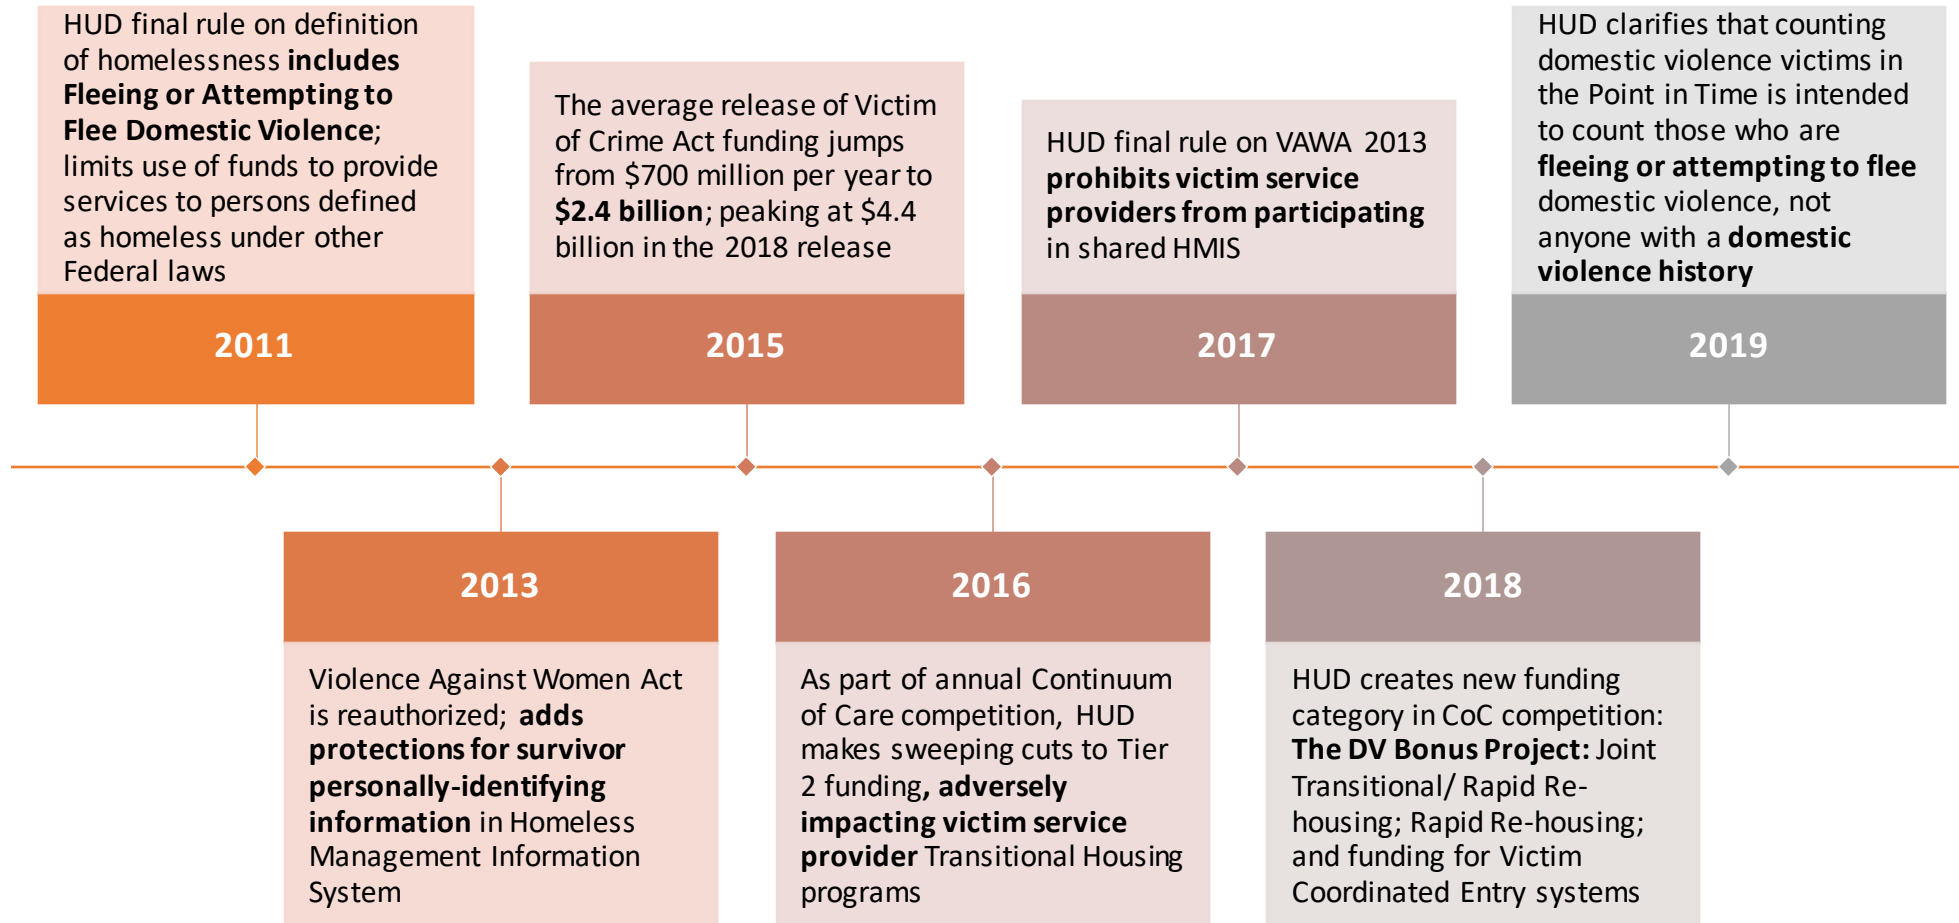 HUD final rule on definition
of homelessness includes
Fleeing or Attempting to
Flee Domestic Violence;
limits use of funds to provide
services to persons defined
as homeless under other
Federal laws
2011
Violence Against Women Act
is reauthorized; adds
protections for survivor
personally-identifying
information in Homeless
Management Information
System
2013
The average release of Victim
of Crime Act funding jumps
from $700 million per year to
$2.4 billion; peaking at $4.4
billion in the 2018 release
2015
As part of annual Continuum
of Care competition, HUD
makes sweeping cuts to Tier
2 funding, adversely
impacting victim service
provider Transitional Housing
programs
2016
HUD final rule on VAWA 2013
prohibits victim service
providers from participating
in shared HMIS
2017
HUD creates new funding
category in CoC competition:
The DV Bonus Project: Joint
Transitional/ Rapid Re-
housing; Rapid Re-housing;
and funding for Victim
Coordinated Entry systems
2018
HUD clarifies that counting
domestic violence victims in
the Point in Time is intended
to count those who are
fleeing or attempting to flee
domestic violence, not
anyone with a domestic
violence history
2019